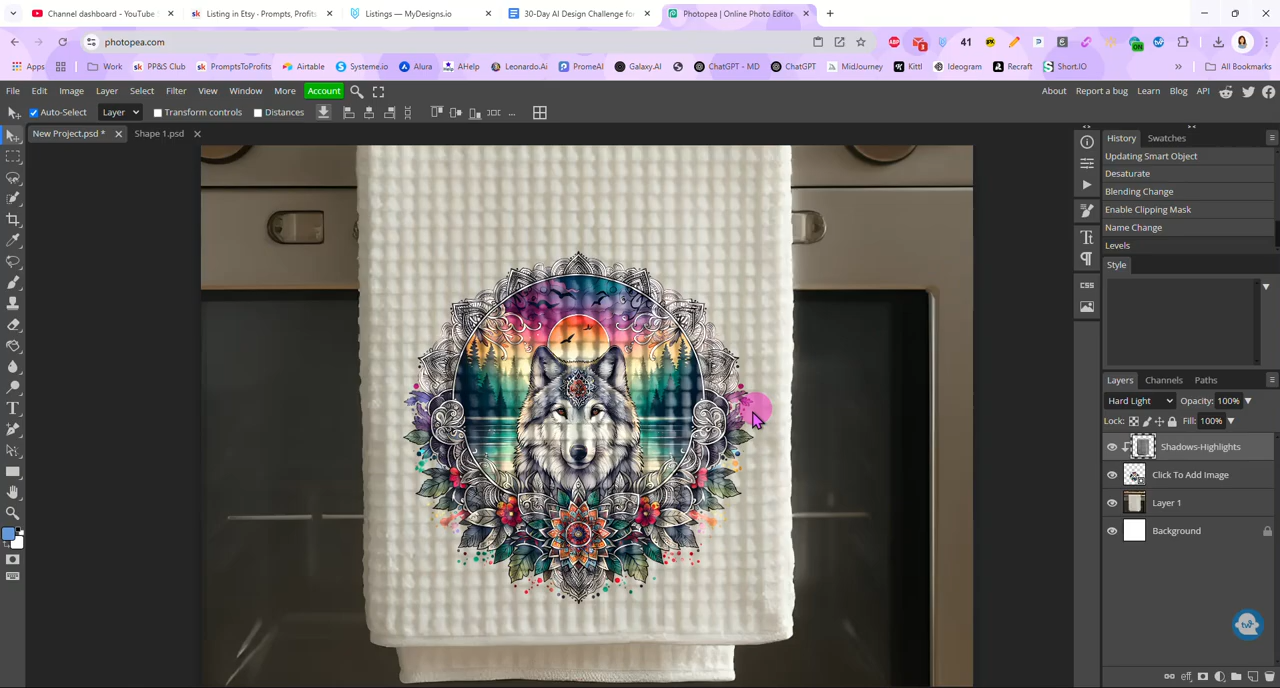 Channel dashboard - YouTube
Listing in Etsy - Prompts, Profits
Listings — MyDesigns.io
30-Day AI Design Challenge for
Photopea | Online Photo Editor
photopea.com
41
ON
Apps
Work
PP&S Club
PromptsToProfits
Airtable
Systeme.io
Alura
AHelp
Leonardo.Ai
PromeAI
Galaxy.AI
ChatGPT - MD
ChatGPT
MidJourney
Kittl
Ideogram
Recraft
Short.IO
All Bookmarks
File Edit Image Layer Select Filter View Window More Account
About Report a bug Learn Blog API
Auto-Select Layer Transform controls Distances
New Project.psd *
Shape 1.psd
History Swatches
Updating Smart Object
Desaturate
Blending Change
Enable Clipping Mask
Name Change
Levels
Style
CSS
Layers Channels Paths
Hard Light Opacity: 100%
Lock: Fill: 100%
Shadows-Highlights
Click To Add Image
Layer 1
Background
eff